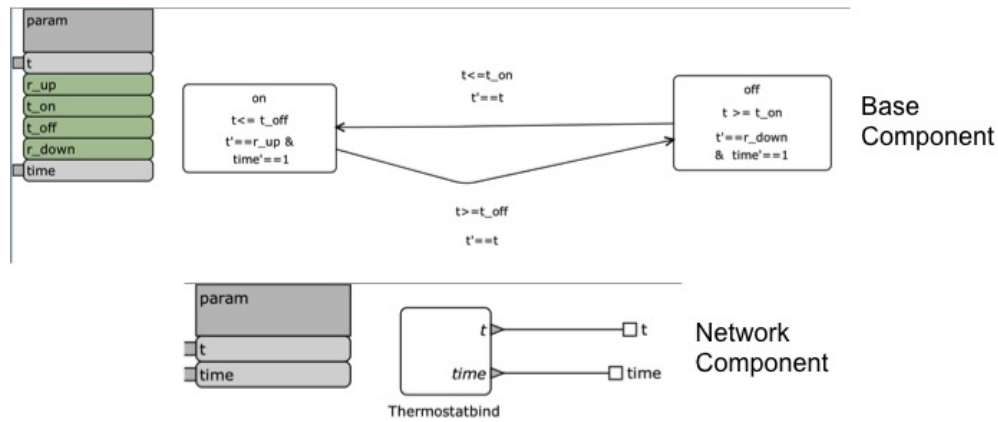 param
t
r_up
t_on
t_off
r_down
time
on
t<= t_off
t'==r_up &
time'==1
t<=t_on
t'==t
off
t >= t_on
t'==r_down
& time'==1
t>=t_off
t'==t
Base
Component
param
t
time
t
time
Thermostatbind
t
time
Network
Component